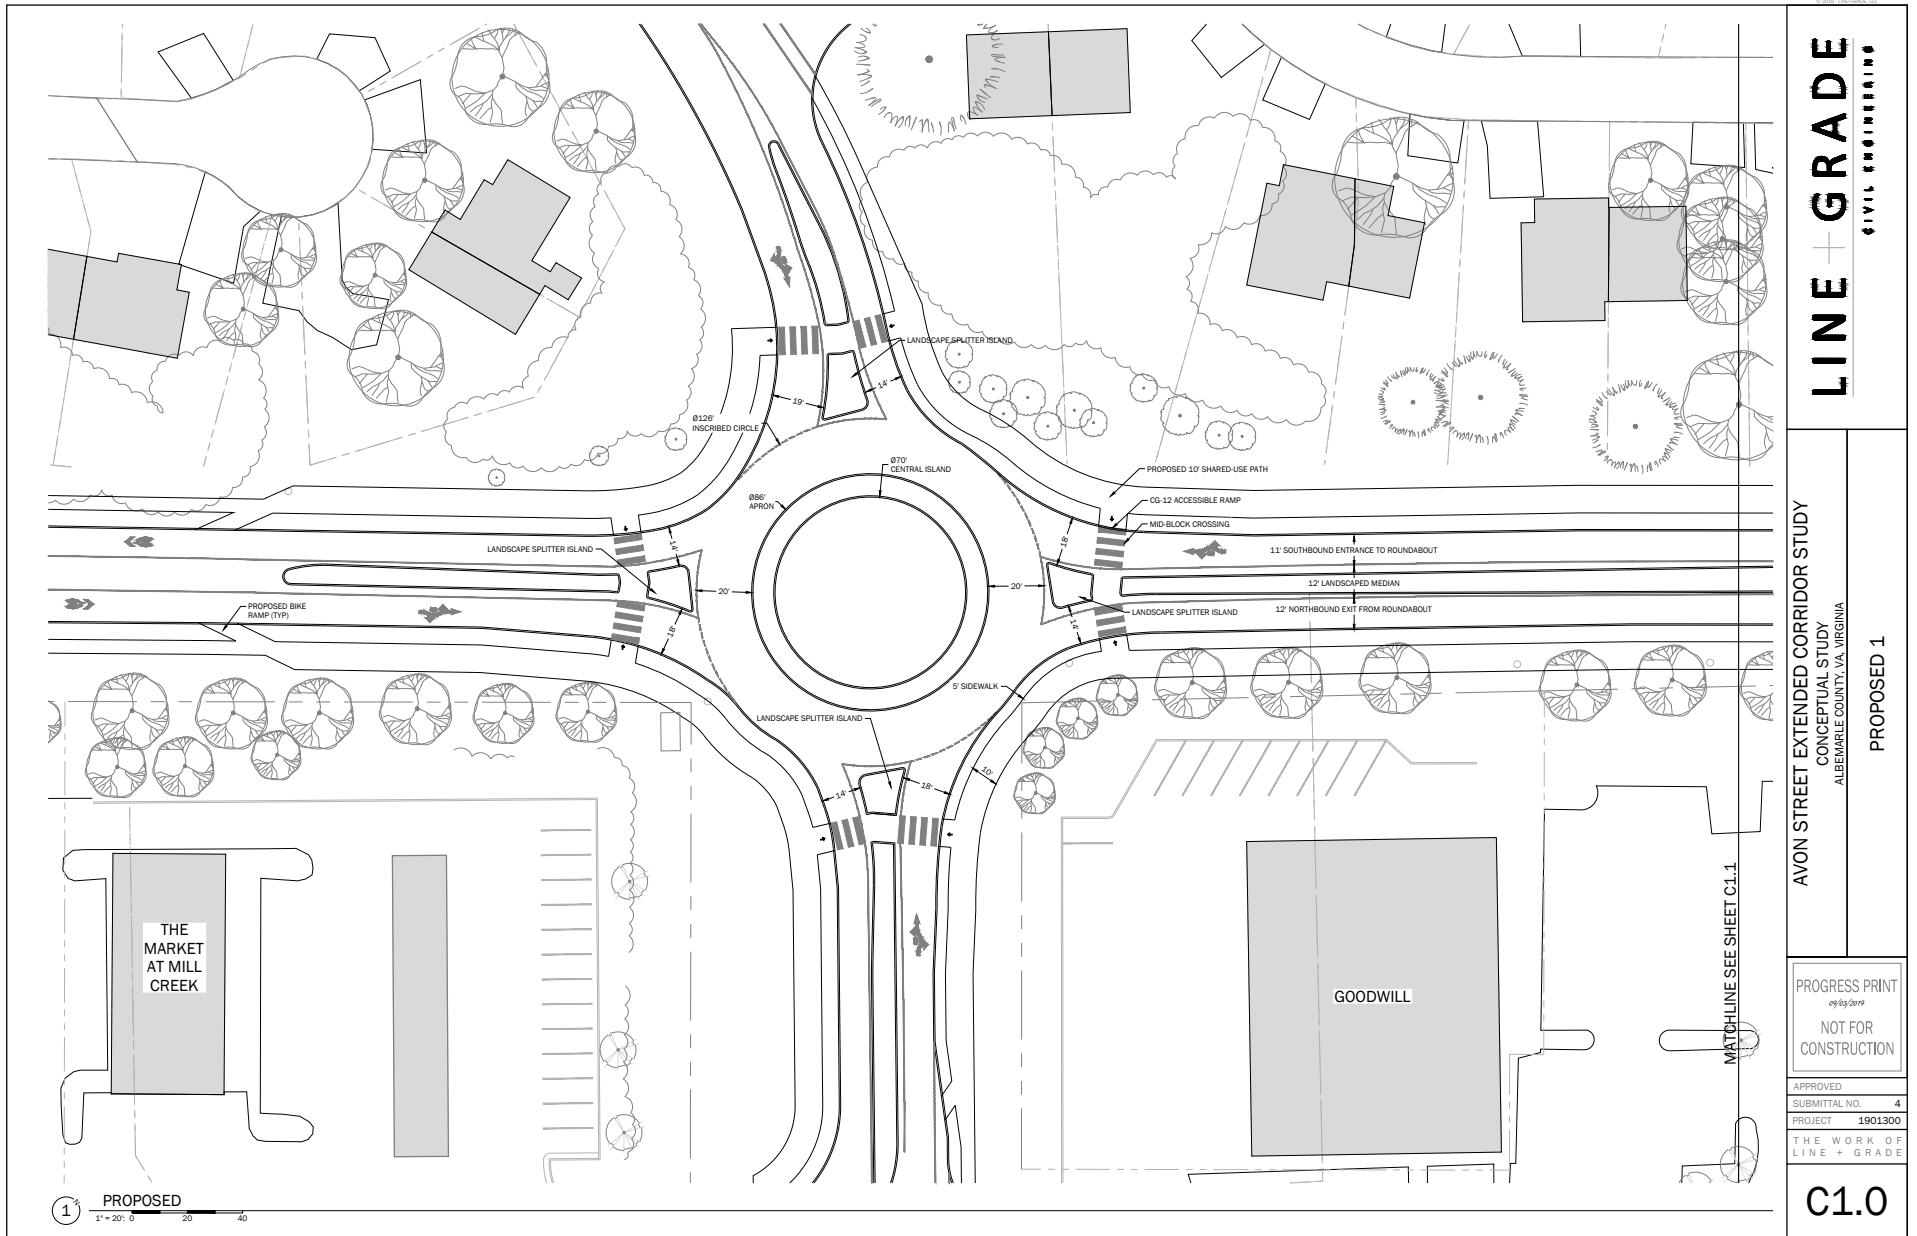 LANDSCAPE SPLITTER ISLAND
14'
19'
Ø126'
INSCRIBED CIRCLE
Ø70'
CENTRAL ISLAND
Ø86'
APRON
PROPOSED 10' SHARED-USE PATH
CG-12 ACCESSIBLE RAMP
MID-BLOCK CROSSING
14'
18'
LANDSCAPE SPLITTER ISLAND
11' SOUTHBOUND ENTRANCE TO ROUNDABOUT
20'
20'
12' LANDSCAPED MEDIAN
PROPOSED BIKE
RAMP (TYP)
LANDSCAPE SPLITTER ISLAND
12' NORTHBOUND EXIT FROM ROUNDABOUT
18'
14'
5' SIDEWALK
LANDSCAPE SPLITTER ISLAND
10'
14'
18'
THE
MARKET
AT MILL
CREEK
GOODWILL
MATCHLINE SEE SHEET C1.1
1
N
PROPOSED
1" = 20': 0 20 40
LINE + GRADE
CIVIL ENGINEERING
AVON STREET EXTENDED CORRIDOR STUDY
CONCEPTUAL STUDY
ALBEMARLE COUNTY, VA, VIRGINIA
PROPOSED 1
PROGRESS PRINT
09/03/2019
NOT FOR
CONSTRUCTION
APPROVED
SUBMITTAL NO. 4
PROJECT 1901300
THE WORK OF
LINE + GRADE
C1.0